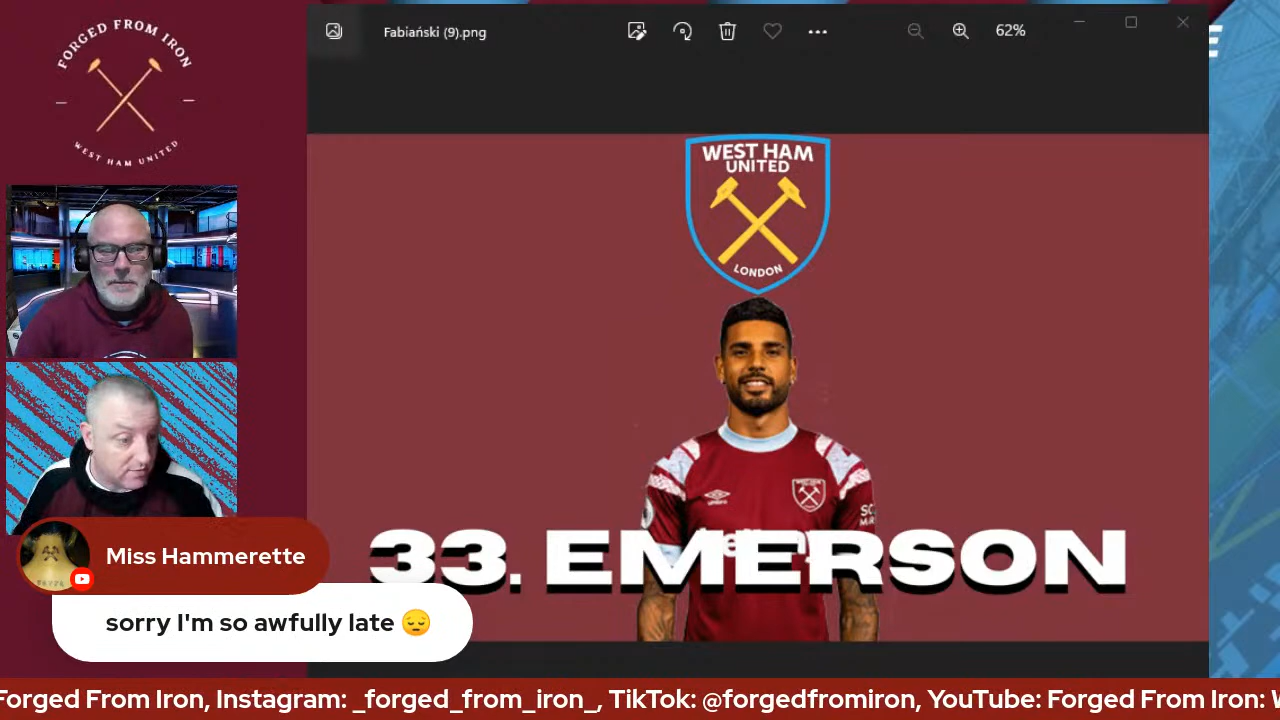 FORGED FROM IRON
WEST HAM UNITED
Fabiański (9).png
62%
WEST HAM
UNITED
LONDON
33. EMERSON
Miss Hammerette
sorry I'm so awfully late 😔
Forged From Iron, Instagram: _forged_from_iron_, TikTok: @forgedfromiron, YouTube: Forged From Iron: W